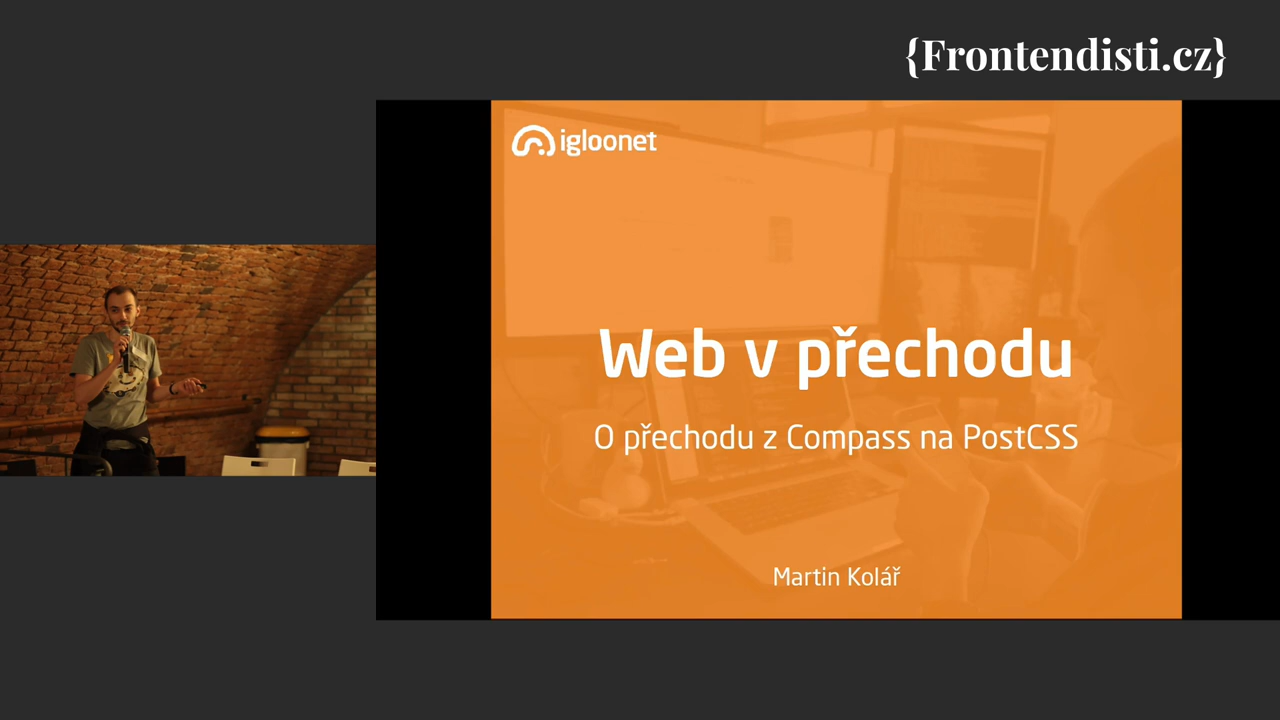 {Frontendisti.cz}
igloonet
Web v přechodu
O přechodu z Compass na PostCSS
Martin Kolář